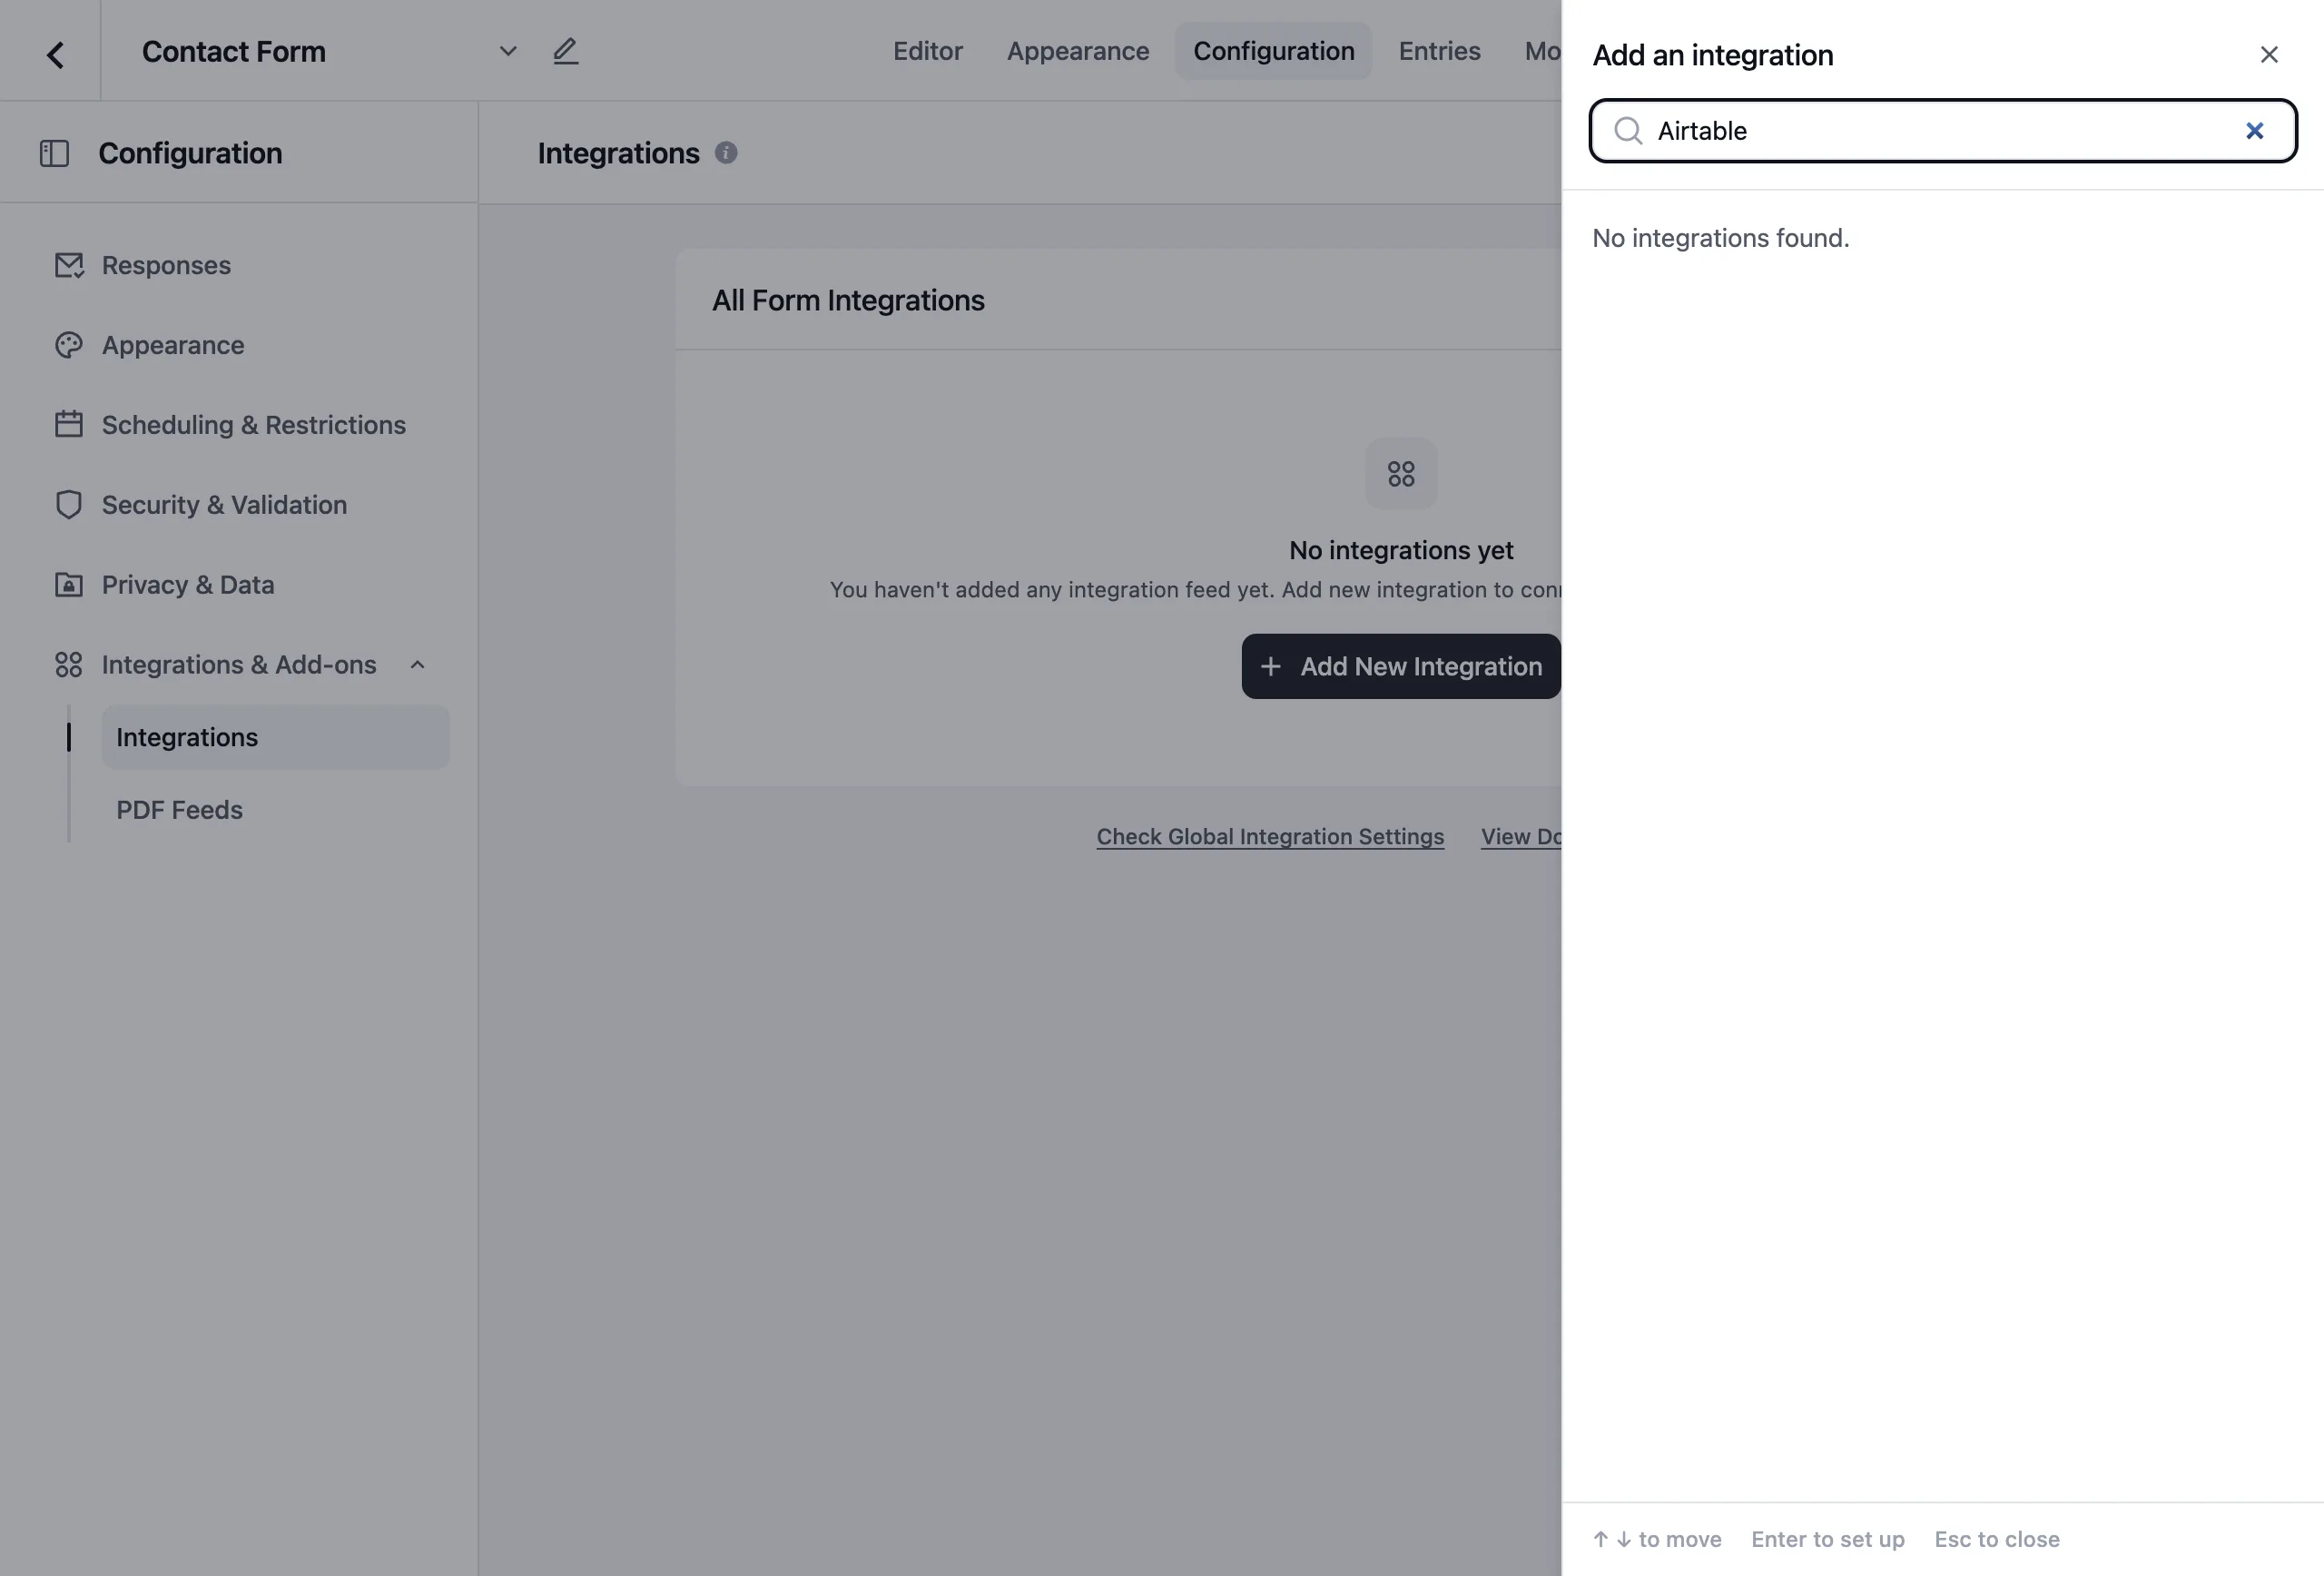 Contact Form
Editor
Appearance
Configuration
Entries
Mo
Configuration
Responses
Appearance
Scheduling & Restrictions
Security & Validation
Privacy & Data
Integrations & Add-ons
Integrations
PDF Feeds
Integrations
All Form Integrations
No integrations yet
You haven't added any integration feed yet. Add new integration to conn
Add New Integration
Check Global Integration Settings
View Do
Add an integration
Airtable
No integrations found.
↑ ↓ to move
Enter to set up
Esc to close